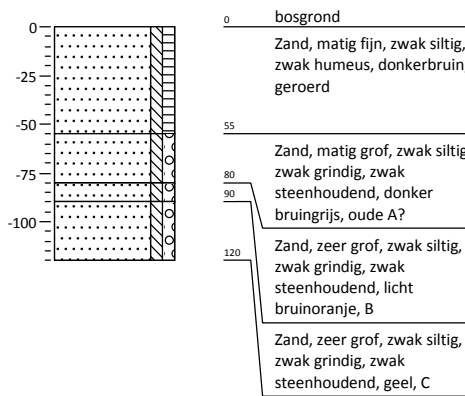 0
-25
-50
-75
-100
0
bosgrond
Zand, matig fijn, zwak siltig,
zwak humeus, donkerbruin,
geroerd
55
Zand, matig grof, zwak siltig,
zwak grindig, zwak
steenhoudend, donker
bruingrijs, oude A?
80
90
Zand, zeer grof, zwak siltig,
zwak grindig, zwak
steenhoudend, licht
bruinoranje, B
120
Zand, zeer grof, zwak siltig,
zwak grindig, zwak
steenhoudend, geel, C